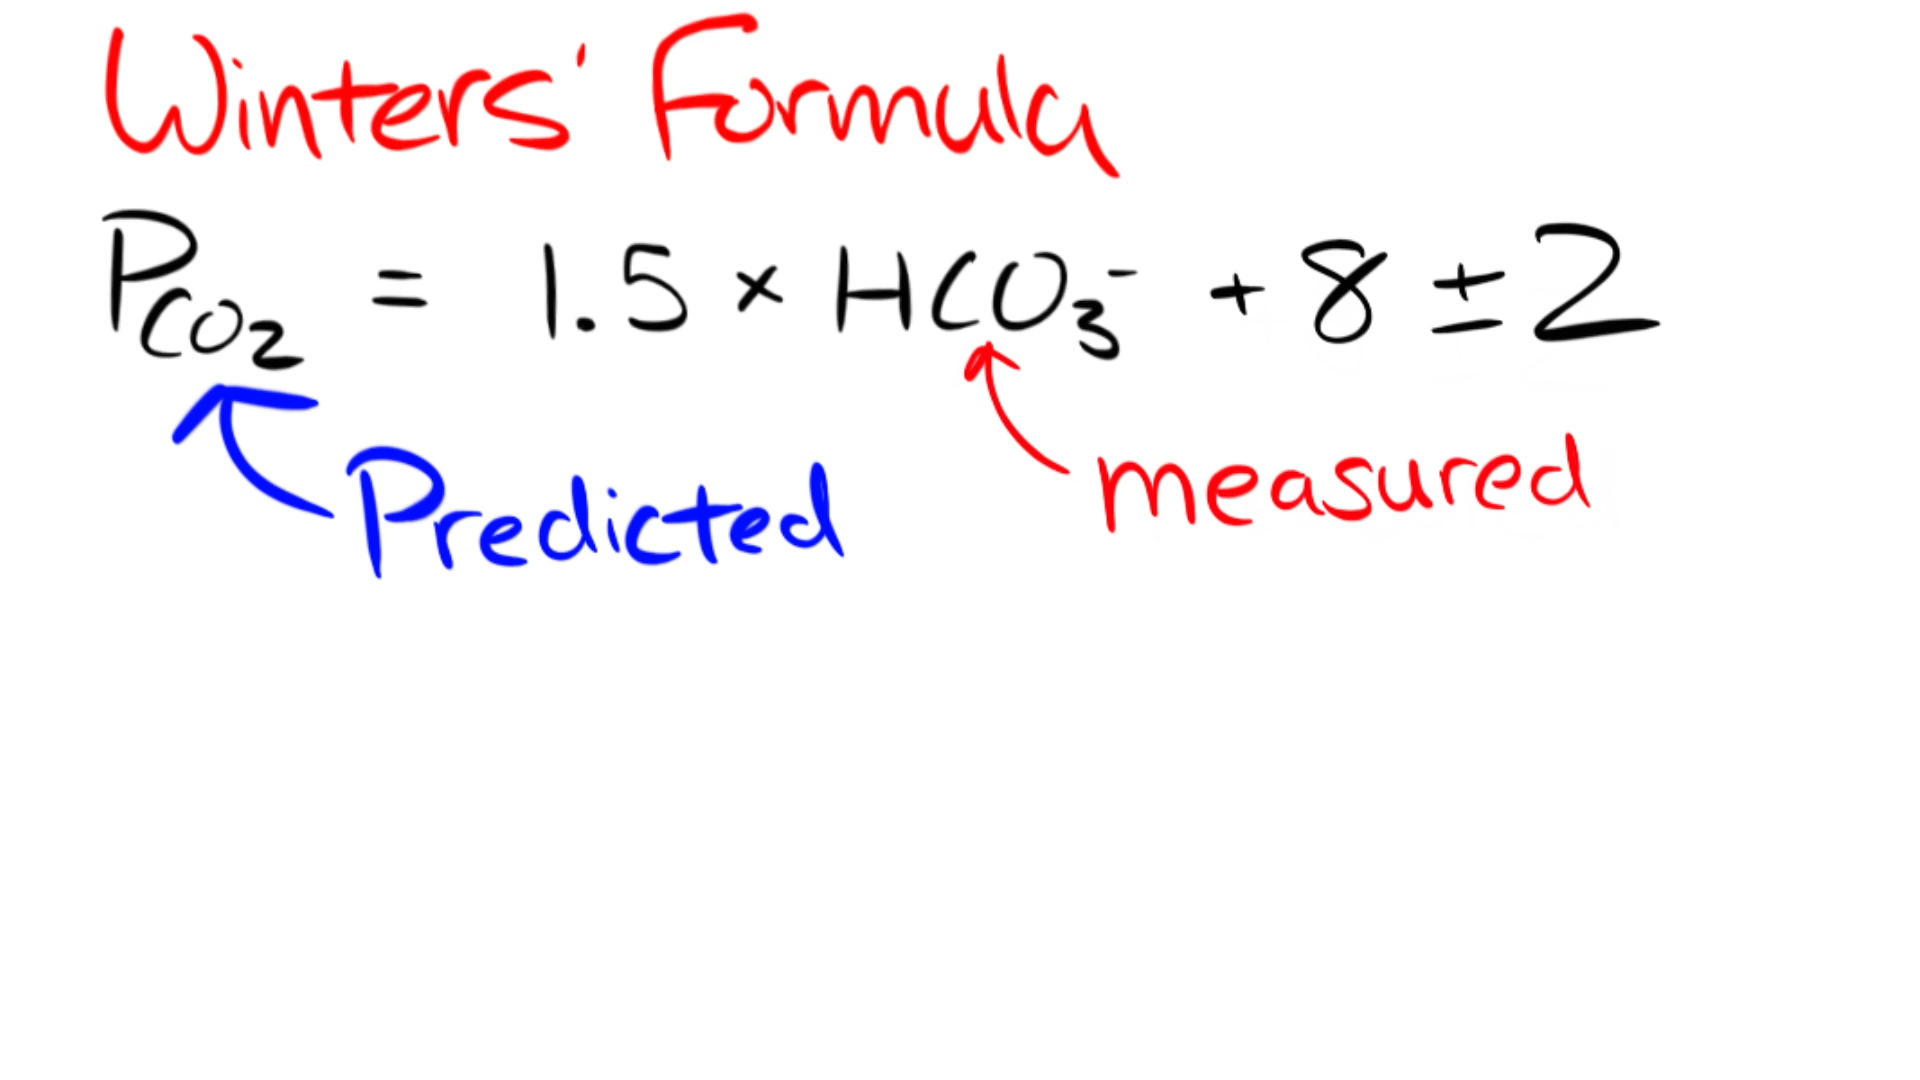 Winters' Formula
PCO₂ = 1.5 × HCO₃⁻ + 8 ± 2
Predicted
measured